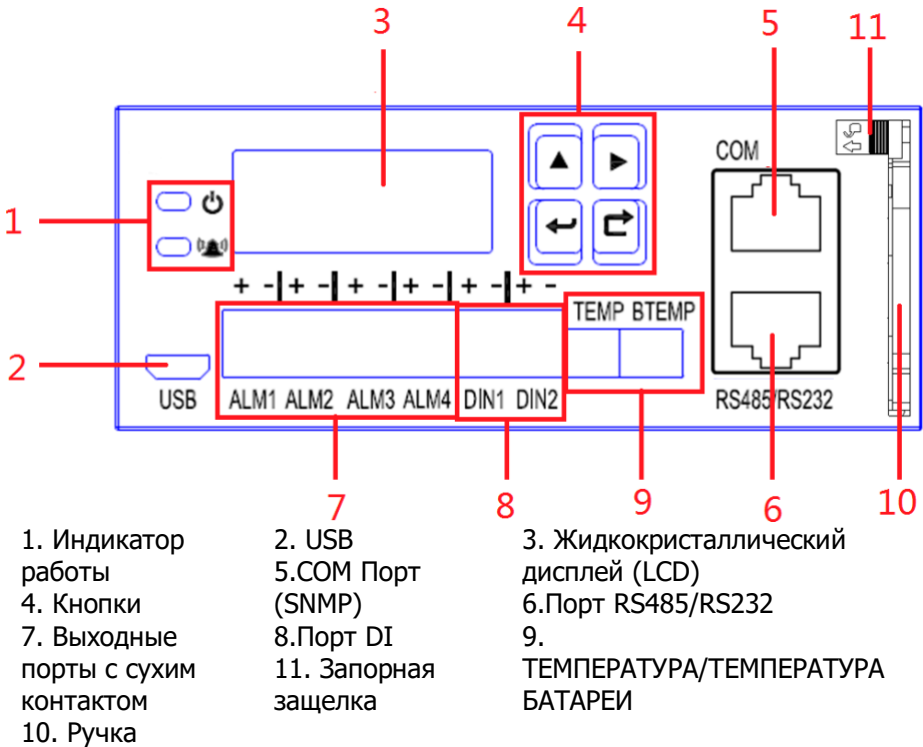 3
4
5
11
1
COM
+ - + - + - + - + - + -
TEMP BTEMP
2
USB
ALM1 ALM2 ALM3 ALM4 DIN1 DIN2
RS485/RS232
7
8
9
6
10
1. Индикатор работы
2. USB
3. Жидкокристаллический дисплей (LCD)
4. Кнопки
5.COM Порт (SNMP)
6.Порт RS485/RS232
7. Выходные порты с сухим контактом
8.Порт DI
9. ТЕМПЕРАТУРА/ТЕМПЕРАТУРА БАТАРЕИ
10. Ручка
11. Запорная защелка